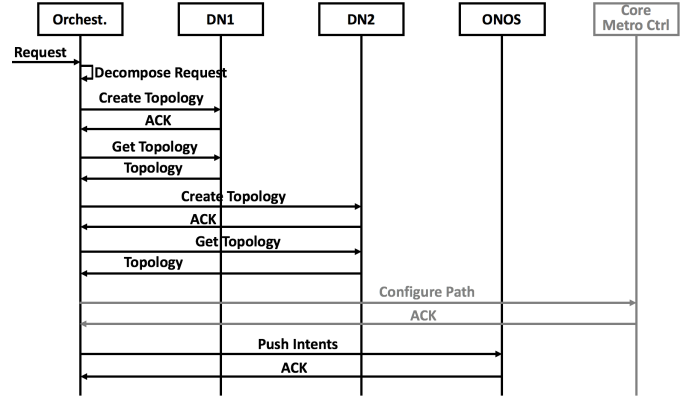 Orchest.
DN1
DN2
ONOS
Core
Metro Ctrl
Request
Decompose Request
Create Topology
ACK
Get Topology
Topology
Create Topology
ACK
Get Topology
Topology
Configure Path
ACK
Push Intents
ACK